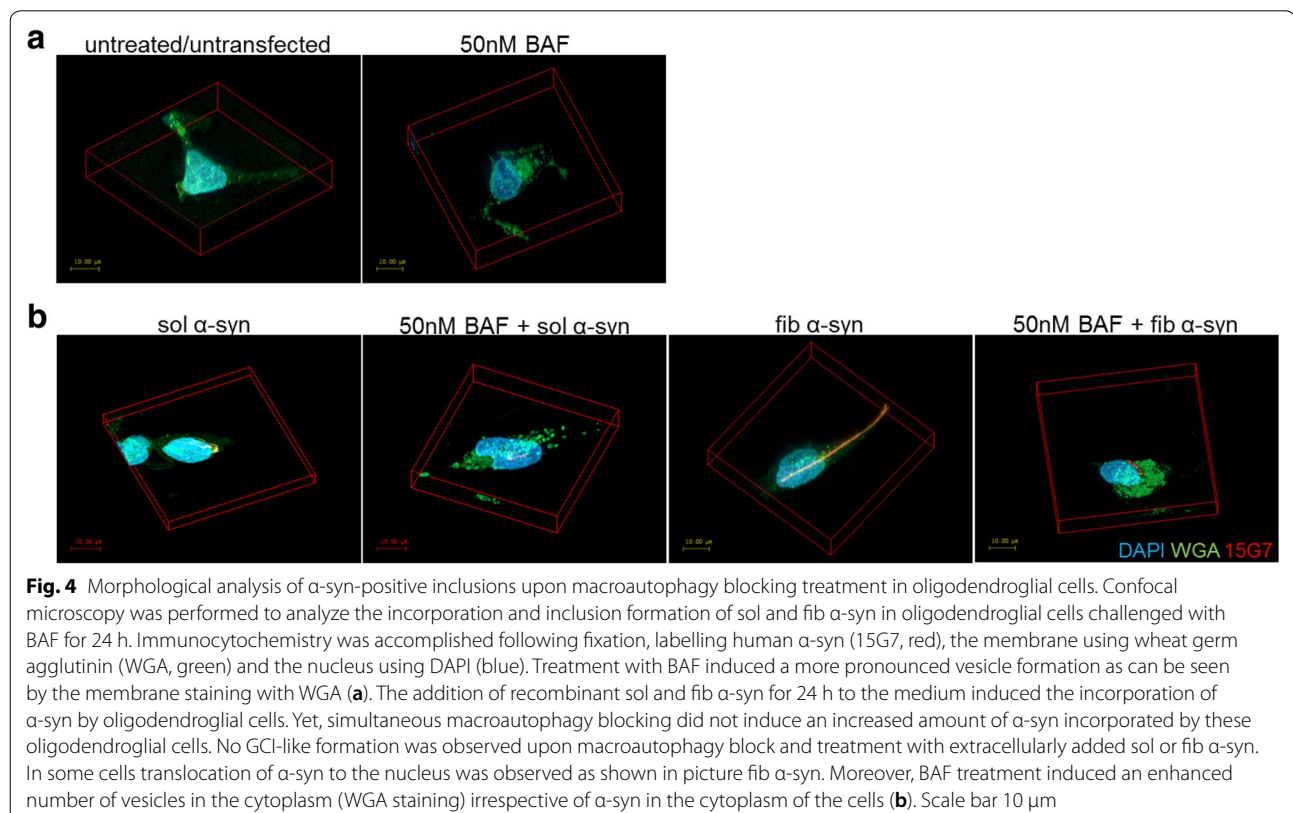 a
untreated/untransfected
50nM BAF
10.00 µm
10.00 µm
b
sol α-syn
50nM BAF + sol α-syn
fib α-syn
50nM BAF + fib α-syn
10.00 µm
10.00 µm
10.00 µm
10.00 µm
DAPI WGA 15G7
Fig. 4 Morphological analysis of α-syn-positive inclusions upon macroautophagy blocking treatment in oligodendroglial cells. Confocal
microscopy was performed to analyze the incorporation and inclusion formation of sol and fib α-syn in oligodendroglial cells challenged with
BAF for 24 h. Immunocytochemistry was accomplished following fixation, labelling human α-syn (15G7, red), the membrane using wheat germ
agglutinin (WGA, green) and the nucleus using DAPI (blue). Treatment with BAF induced a more pronounced vesicle formation as can be seen
by the membrane staining with WGA (a). The addition of recombinant sol and fib α-syn for 24 h to the medium induced the incorporation of
α-syn by oligodendroglial cells. Yet, simultaneous macroautophagy blocking did not induce an increased amount of α-syn incorporated by these
oligodendroglial cells. No GCI-like formation was observed upon macroautophagy block and treatment with extracellularly added sol or fib α-syn.
In some cells translocation of α-syn to the nucleus was observed as shown in picture fib α-syn. Moreover, BAF treatment induced an enhanced
number of vesicles in the cytoplasm (WGA staining) irrespective of α-syn in the cytoplasm of the cells (b). Scale bar 10 µm